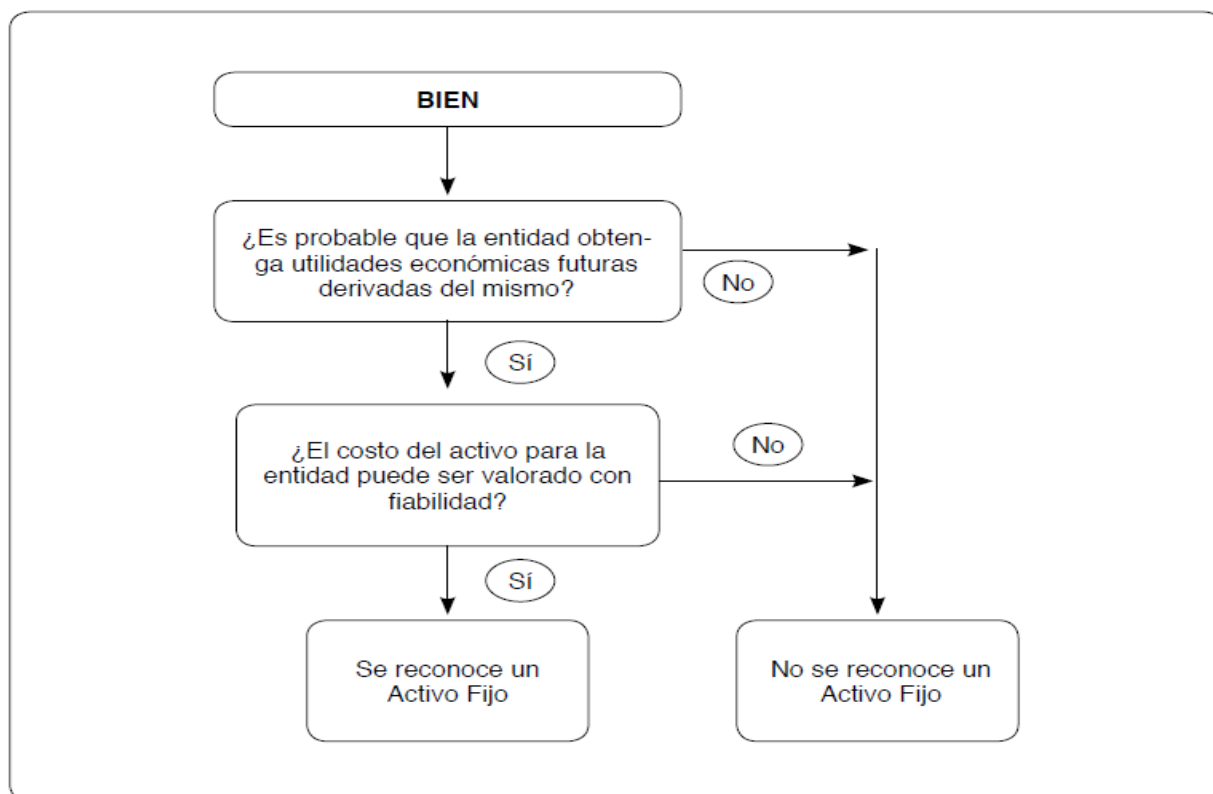 BIEN
¿Es probable que la entidad obten-
ga utilidades económicas futuras
derivadas del mismo?
No
Sí
¿El costo del activo para la
entidad puede ser valorado con
fiabilidad?
No
Sí
Se reconoce un
Activo Fijo
No se reconoce un
Activo Fijo